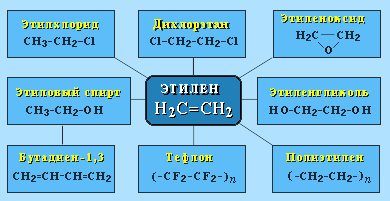 Этилхлорид
CH3–CH2–Cl
Дихлорэтан
Cl–CH2–CH2–Cl
Этиленоксид
H2C — CH2
O
Этиловый спирт
CH3–CH2–OH
ЭТИЛЕН
H2C=CH2
Этиленгликоль
HO-CH2-CH2-OH
Бутадиен-1,3
CH2=CH-CH=CH2
Тефлон
(-CF2-CF2-)n
Полиэтилен
(-CH2-CH2-)n